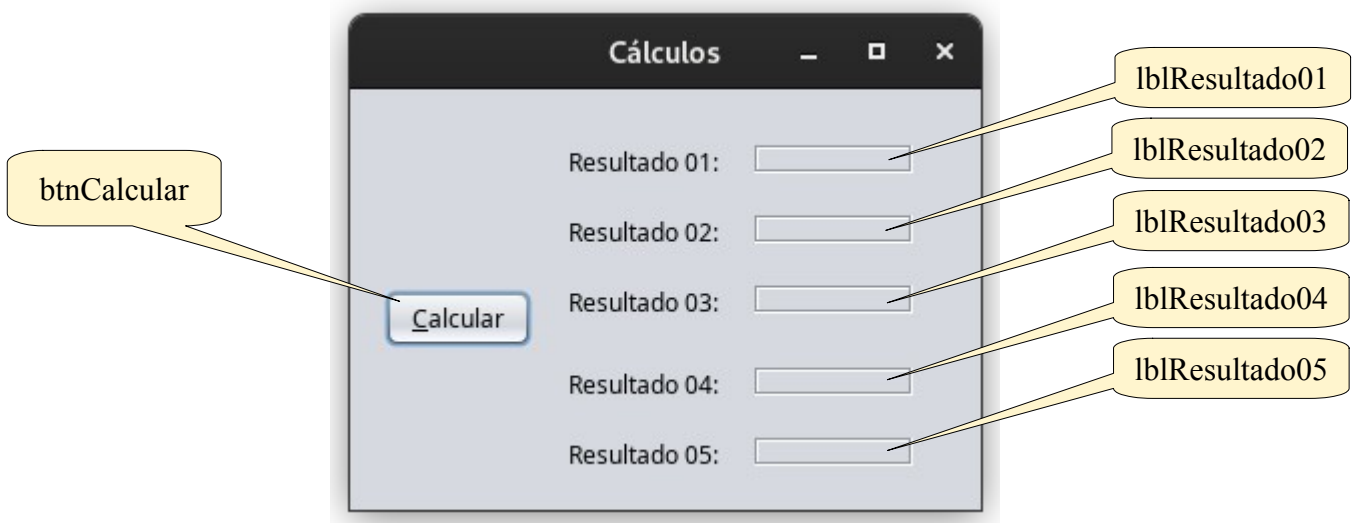 Cálculos
lblResultado01
Resultado 01:
lblResultado02
Resultado 02:
btnCalcular
lblResultado03
Resultado 03:
Calcular
lblResultado04
Resultado 04:
lblResultado05
Resultado 05: